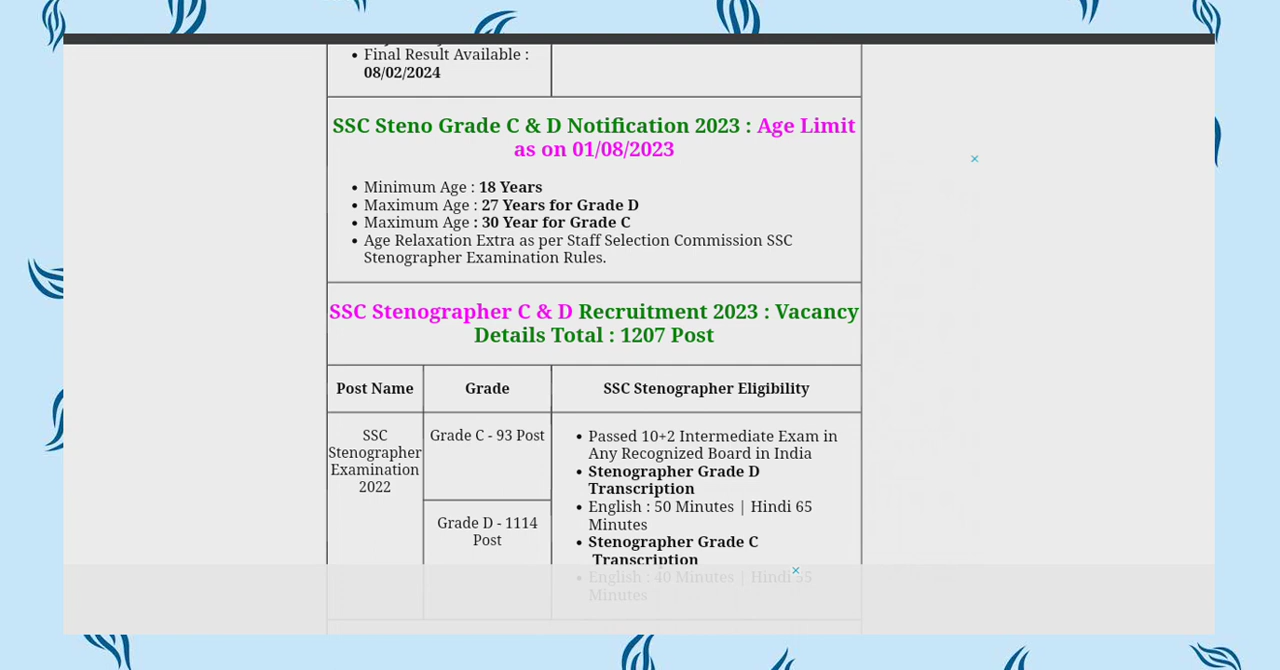 Final Result Available :
08/02/2024
SSC Steno Grade C & D Notification 2023 : Age Limit
as on 01/08/2023
Minimum Age : 18 Years
Maximum Age : 27 Years for Grade D
Maximum Age : 30 Year for Grade C
Age Relaxation Extra as per Staff Selection Commission SSC
Stenographer Examination Rules.
SSC Stenographer C & D Recruitment 2023 : Vacancy
Details Total : 1207 Post
Post Name
Grade
SSC Stenographer Eligibility
SSC
Stenographer
Examination
2022
Grade C - 93 Post
Grade D - 1114
Post
Passed 10+2 Intermediate Exam in
Any Recognized Board in India
Stenographer Grade D
Transcription
English : 50 Minutes | Hindi 65
Minutes
Stenographer Grade C
Transcription
English : 40 Minutes | Hindi 55
Minutes